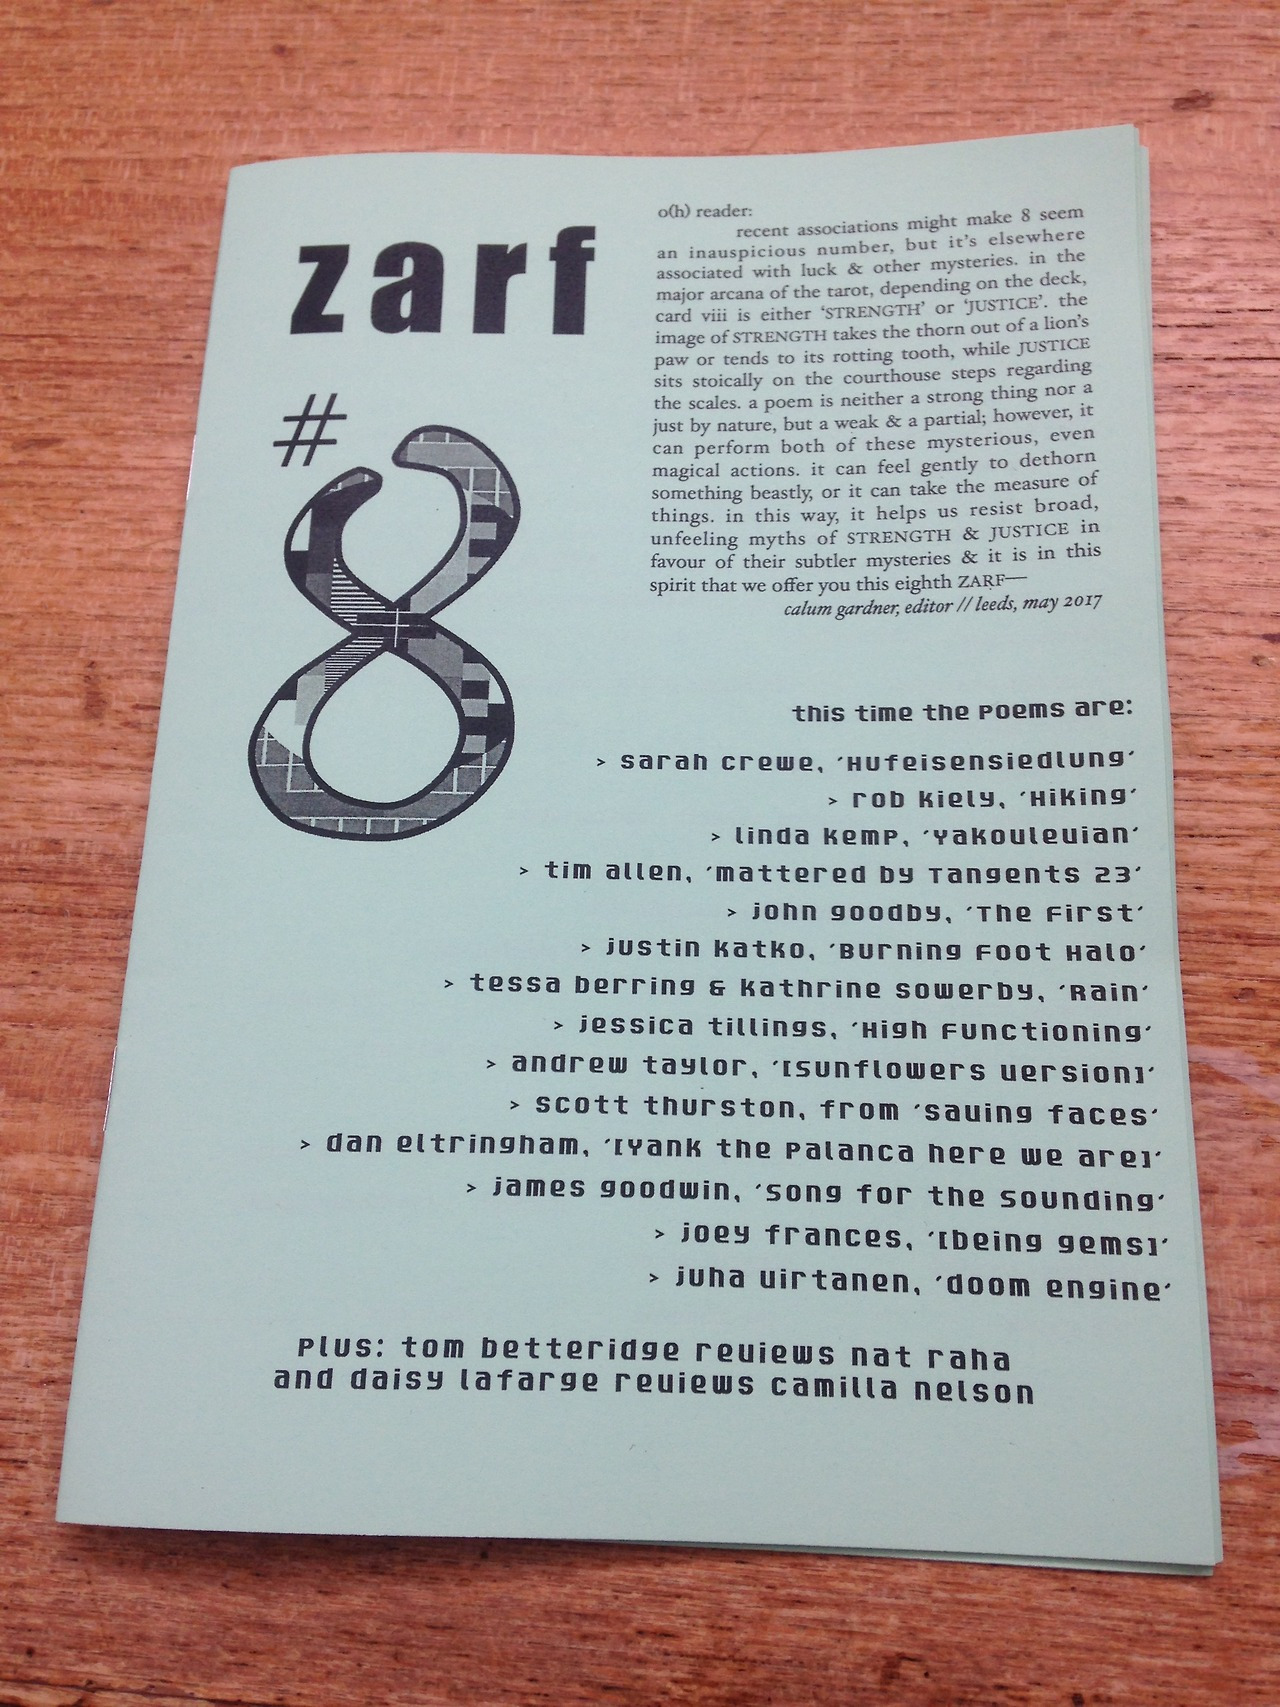 zarf
#8
o(h) reader:
recent associations might make 8 seem
an inauspicious number, but it's elsewhere
associated with luck & other mysteries. in the
major arcana of the tarot, depending on the deck,
card viii is either 'STRENGTH' or 'JUSTICE'. the
image of STRENGTH takes the thorn out of a lion's
paw or tends to its rotting tooth, while JUSTICE
sits stoically on the courthouse steps regarding
the scales. a poem is neither a strong thing nor a
just by nature, but a weak & a partial; however, it
can perform both of these mysterious, even
magical actions. it can feel gently to dethorn
something beastly, or it can take the measure of
things. in this way, it helps us resist broad,
unfeeling myths of STRENGTH & JUSTICE in
favour of their subtler mysteries & it is in this
spirit that we offer you this eighth ZARF—
calum gardner, editor // leeds, may 2017
this time the poems are:
> sarah crewe, 'Hufeisensiedlung'
> rob kiely, 'Hiking'
> linda kemp, 'Yakovlevian'
> tim allen, 'mattered by Tangents 23'
> john goodby, 'The First'
> justin katko, 'Burning Foot Halo'
> tessa berring & kathrine sowerby, 'Rain'
> jessica tillings, 'High Functioning'
> andrew taylor, '[Sunflowers version]'
> scott thurston, from 'Saving faces'
> dan eltringham, '[Yank the Palanca here we are]'
> james goodwin, 'Song for the Sounding'
> joey frances, '[being gems]'
> juha virtanen, 'doom engine'
Plus: tom betteridge reviews nat raha
and daisy lafarge reviews camilla nelson